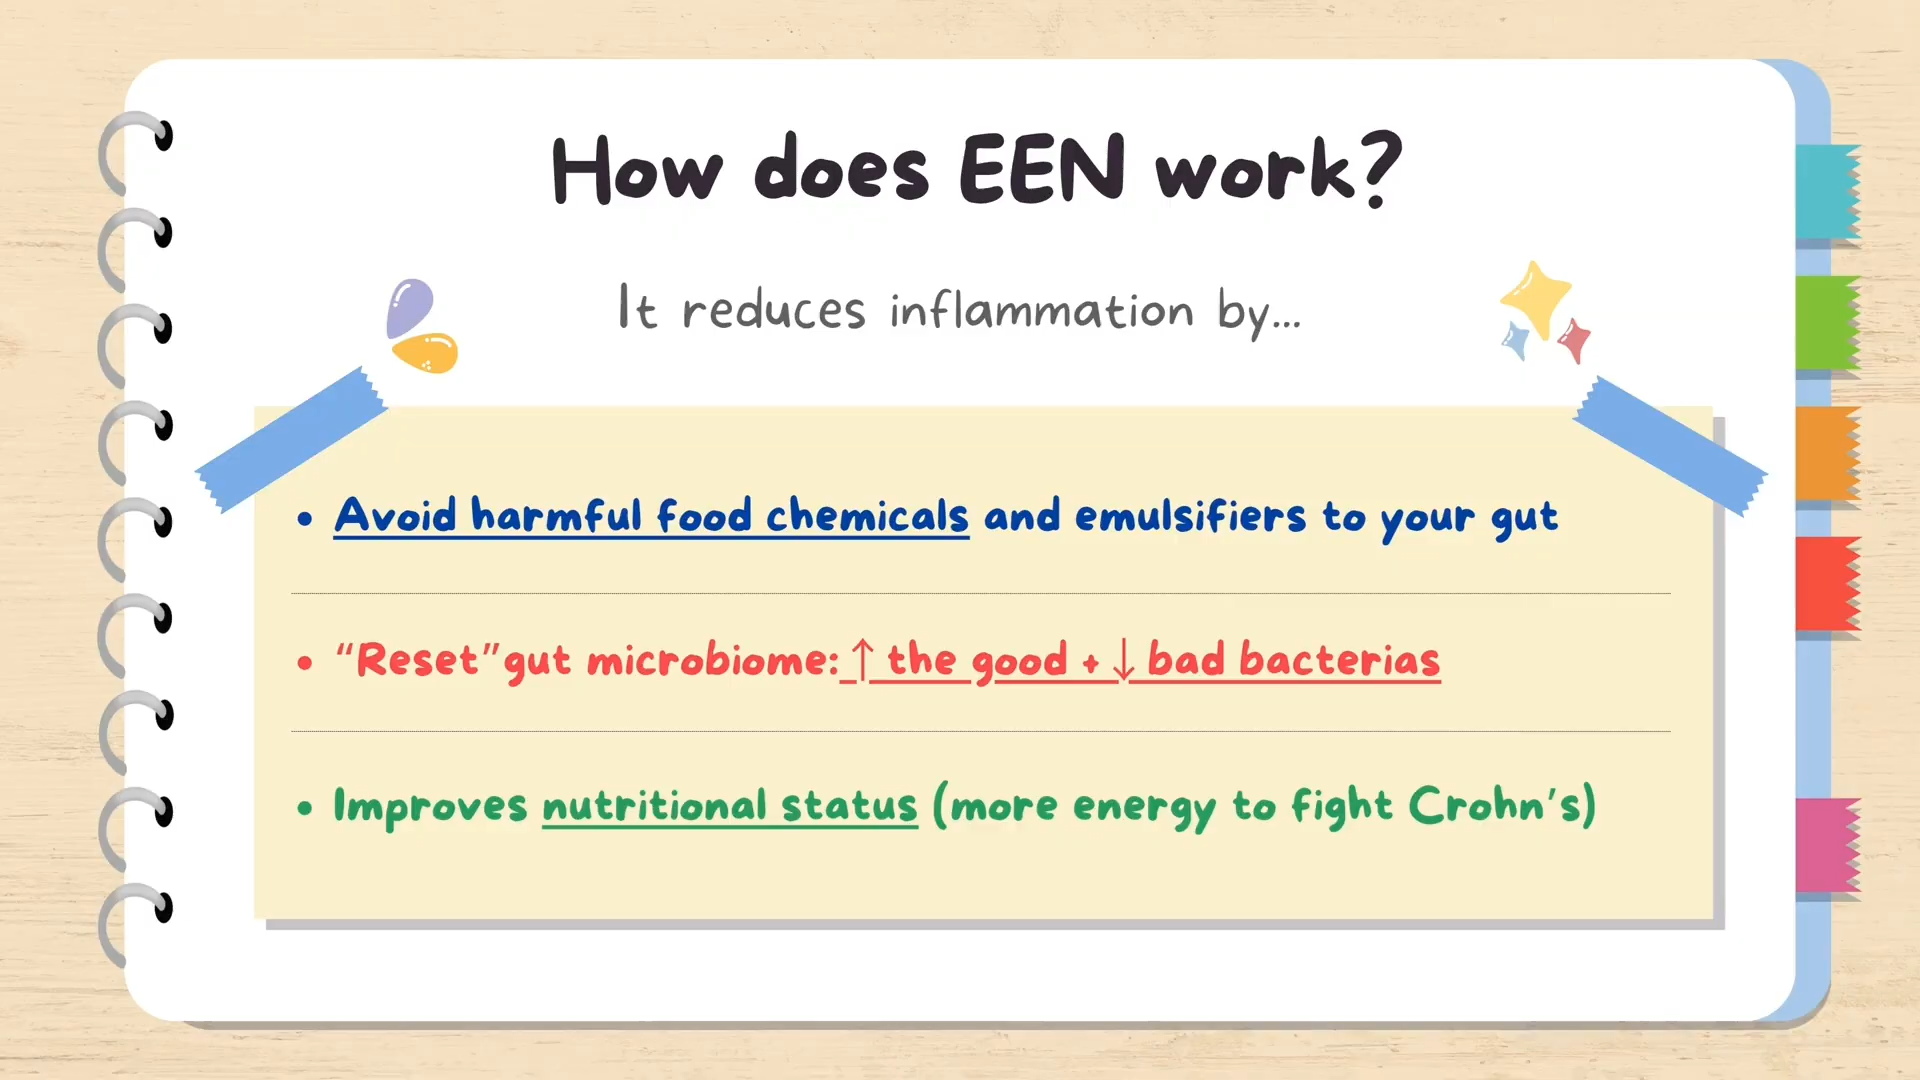 How does EEN work?
It reduces inflammation by...
• Avoid harmful food chemicals and emulsifiers to your gut
• “Reset”gut microbiome: ↑ the good + ↓ bad bacterias
• Improves nutritional status (more energy to fight Crohn’s)